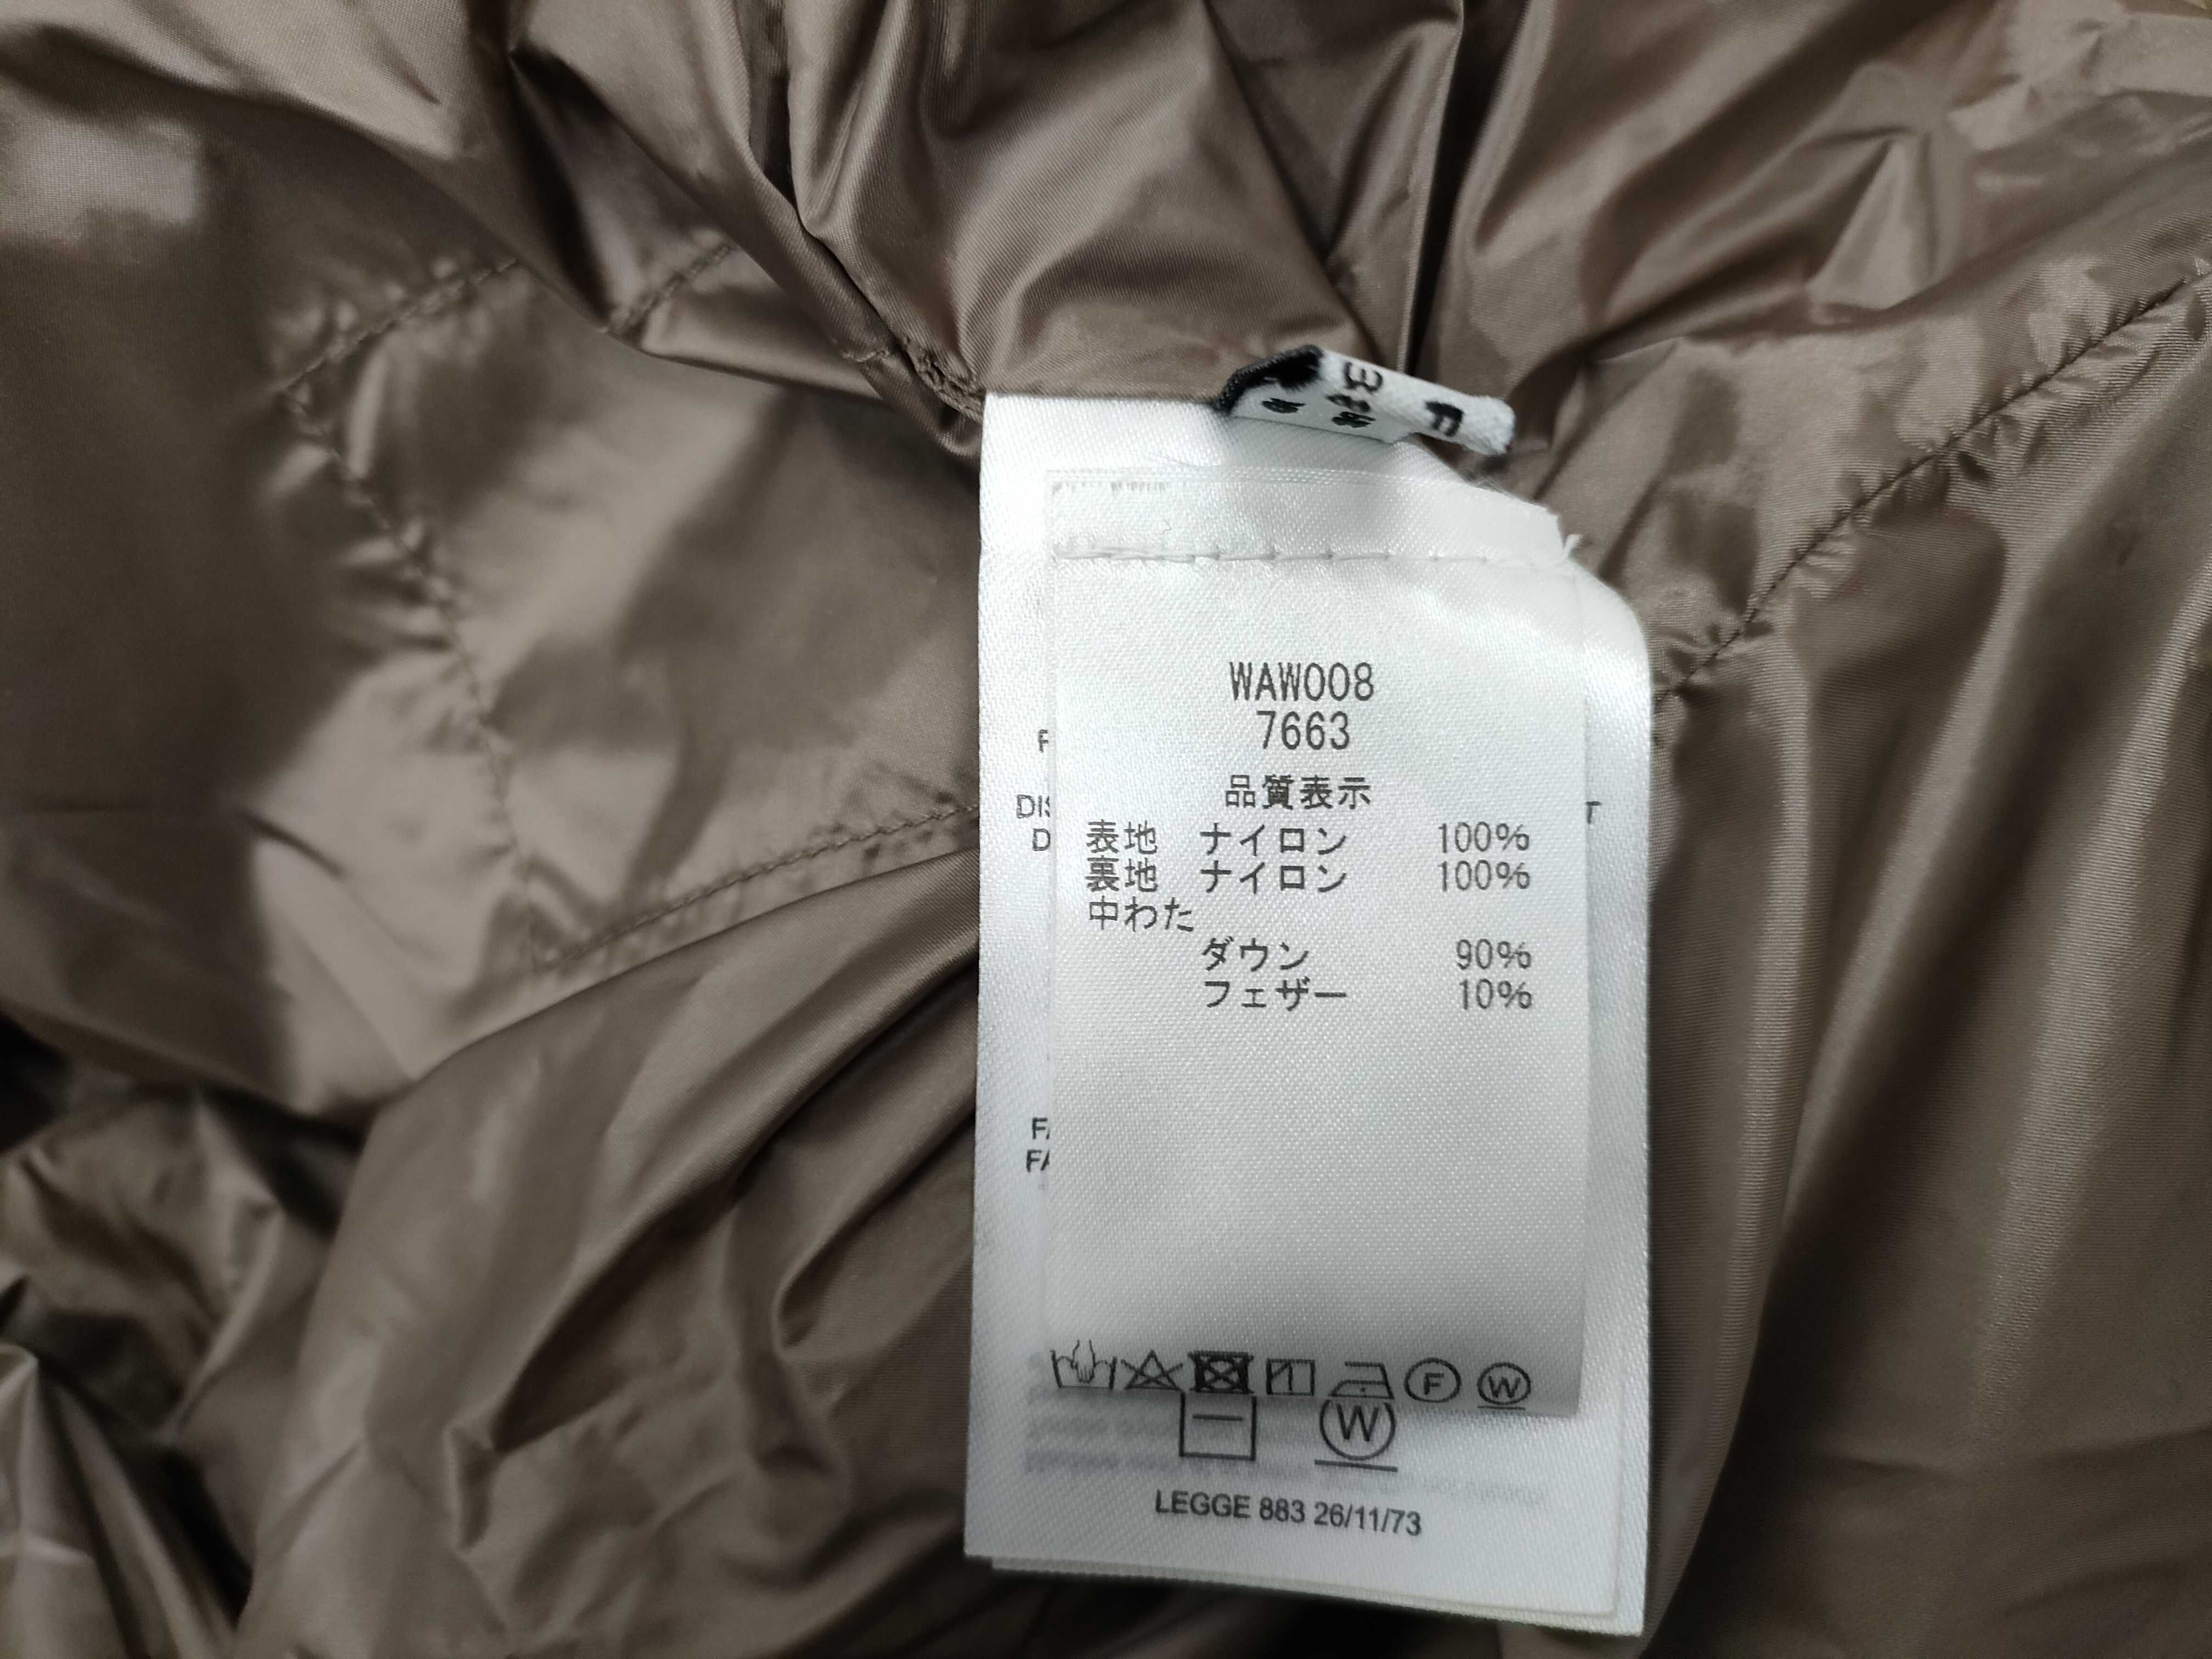 WAW008
7663
品質表示
表地 ナイロン 100%
裏地 ナイロン 100%
中わた
ダウン 90%
フェザー 10%
F
W
W
LEGGE 883 26/11/73